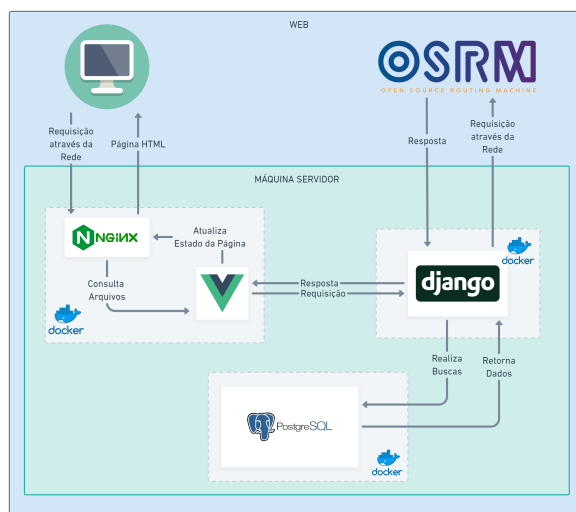 WEB
OSRM
OPEN SOURCE ROUTING MACHINE
Requisição
através da
Rede
Página HTML
Resposta
Requisição
através da
Rede
MÁQUINA SERVIDOR
NGINX
Atualiza
Estado da Página
Consulta
Arquivos
docker
Resposta
Requisição
docker
django
Realiza
Buscas
Retorna
Dados
PostgreSQL
docker